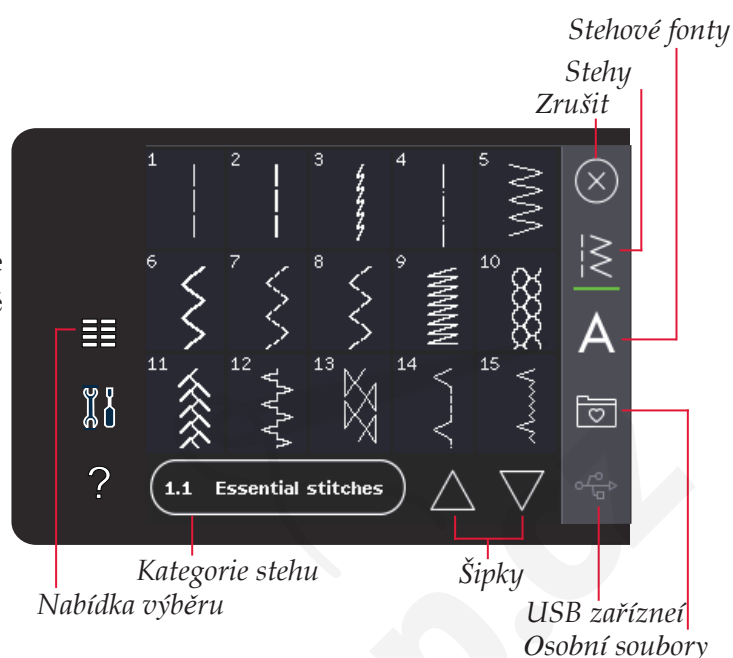 Stehové fonty
Stehy
Zrušit
1 2 3 4 5
6 7 8 9 10
11 12 13 14 15
A
?
1.1 Essential stitches
Kategorie stehu
Šipky
Nabídka výběru
USB zařízneí
Osobní soubory